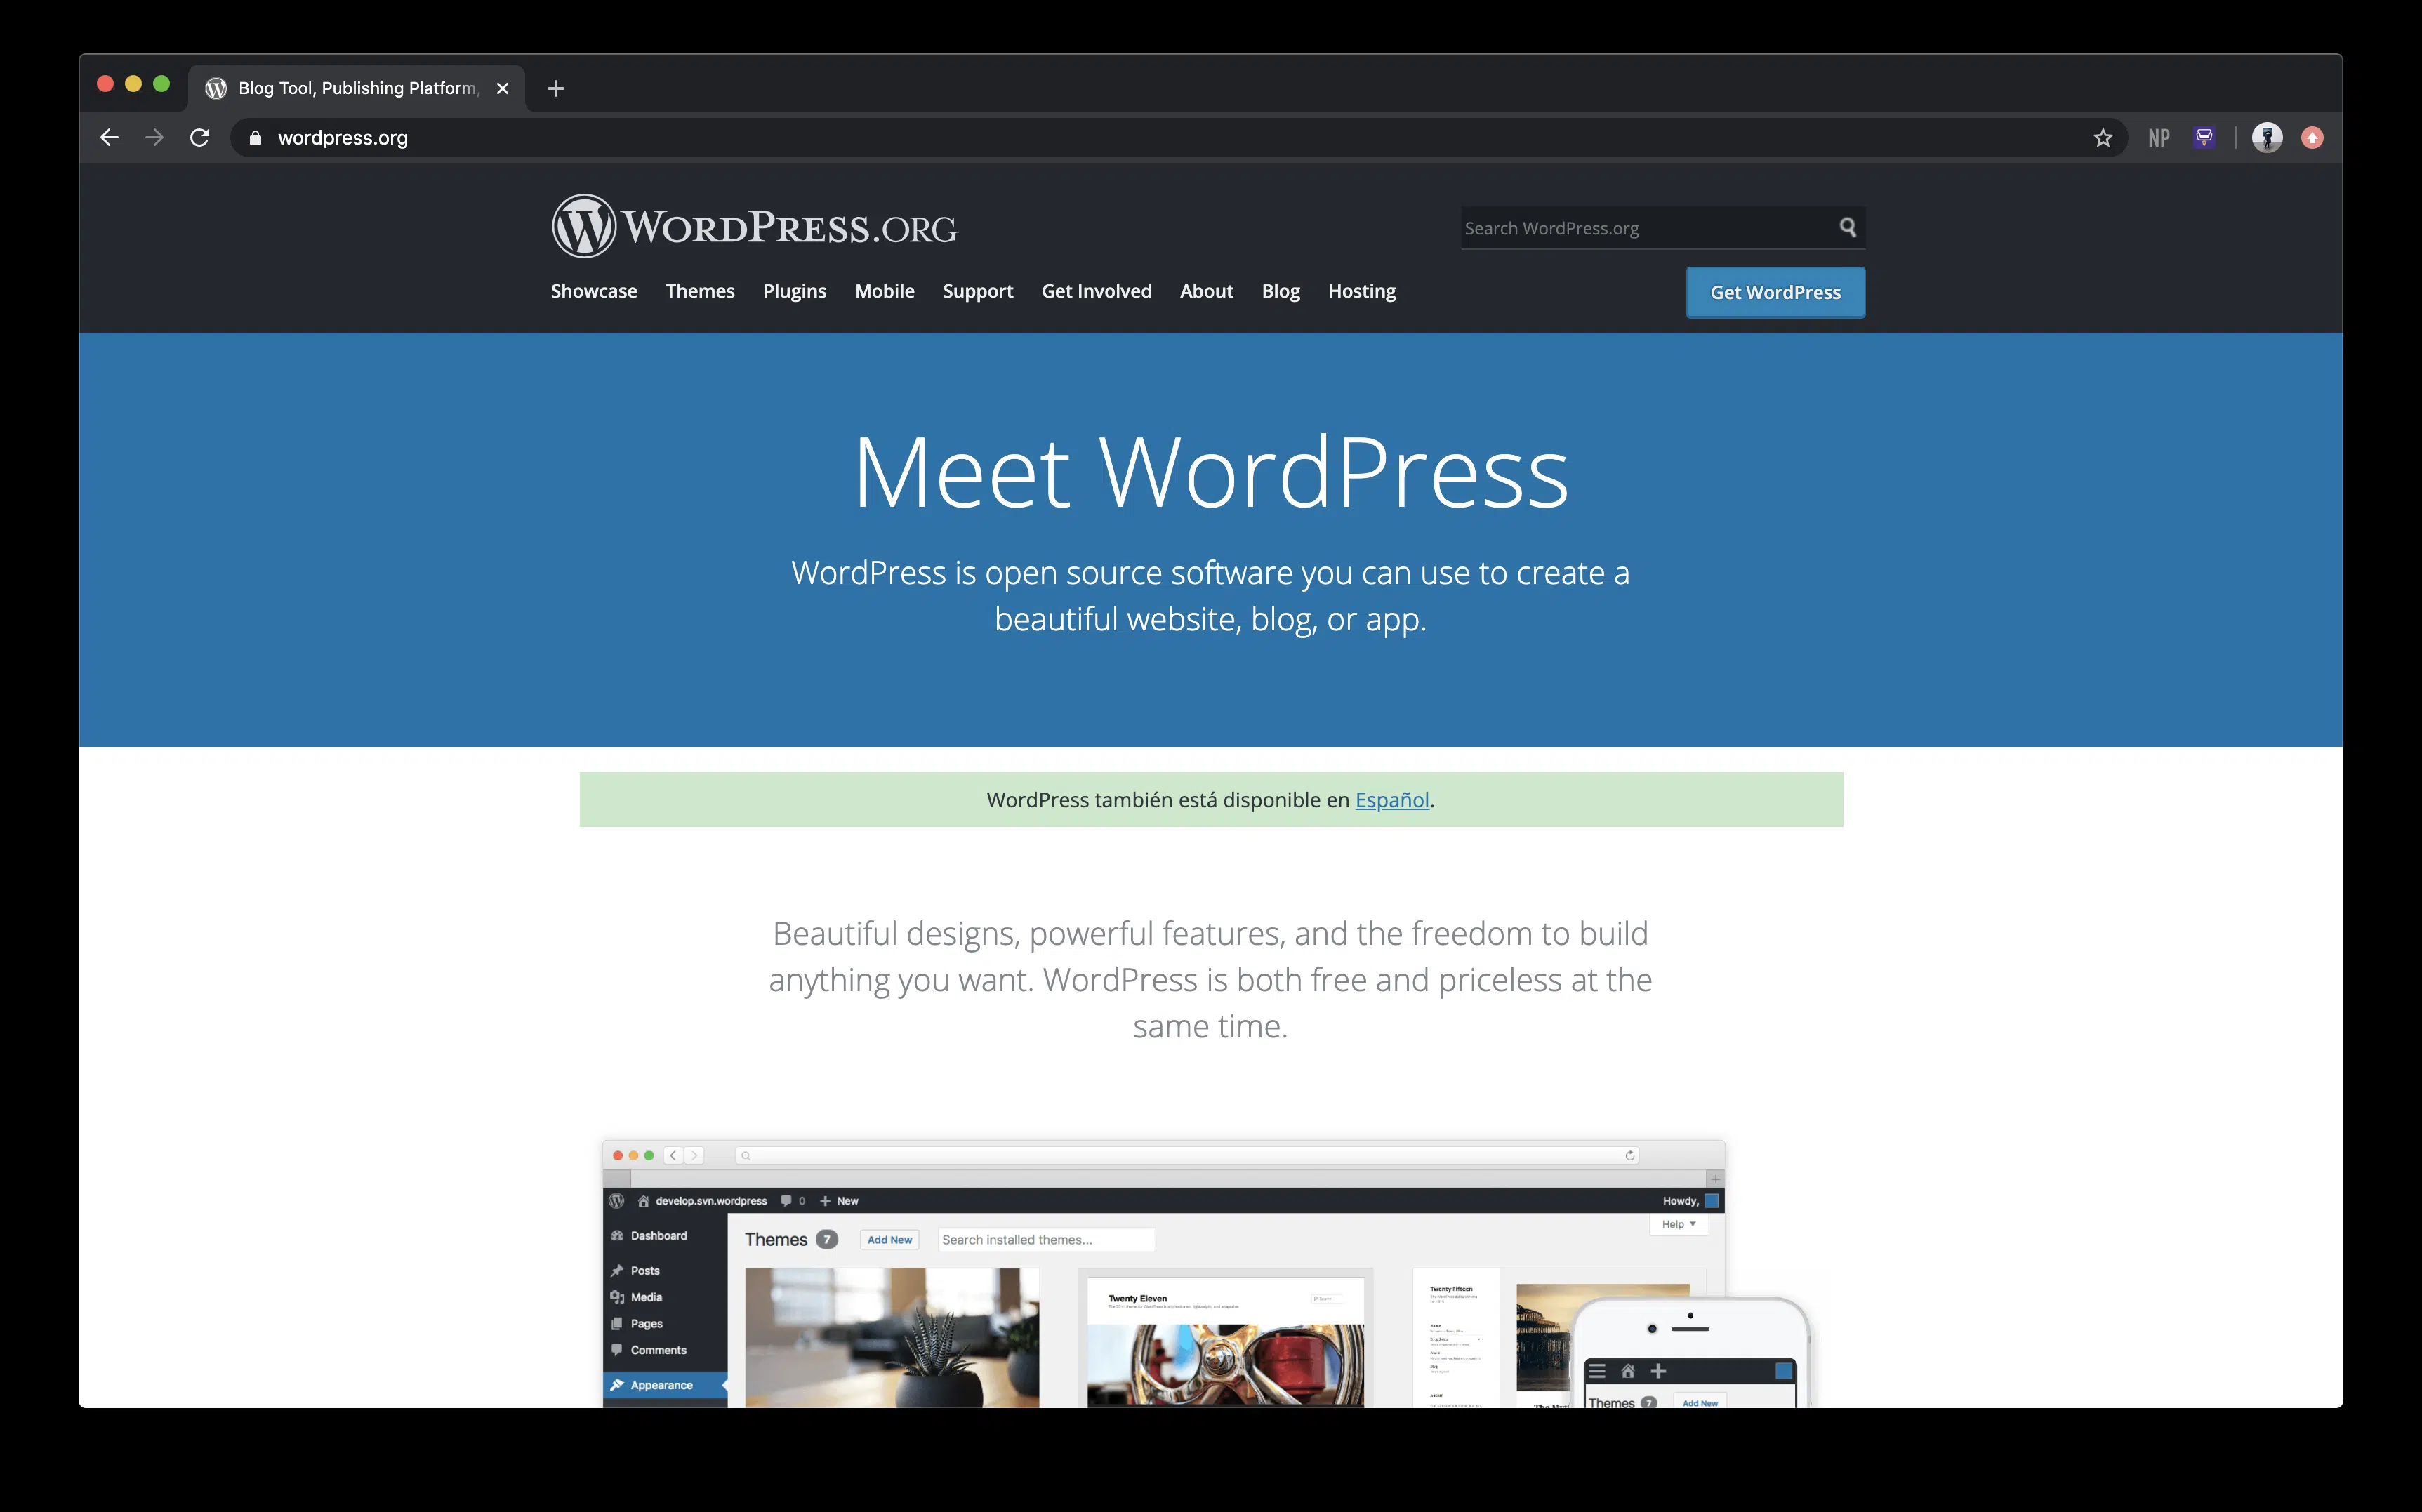 Blog Tool, Publishing Platform,
wordpress.org
NP
WORDPRESS.ORG
Search WordPress.org
Showcase Themes Plugins Mobile Support Get Involved About Blog Hosting
Get WordPress
Meet WordPress
WordPress is open source software you can use to create a
beautiful website, blog, or app.
WordPress también está disponible en Español.
Beautiful designs, powerful features, and the freedom to build
anything you want. WordPress is both free and priceless at the
same time.
develop.svn.wordpress 0 New
Howdy,
Help
Dashboard
Posts
Media
Pages
Comments
Appearance
Themes 7 Add New Search installed themes...
Twenty Eleven
Twenty Fifteen
Themes 7 Add New